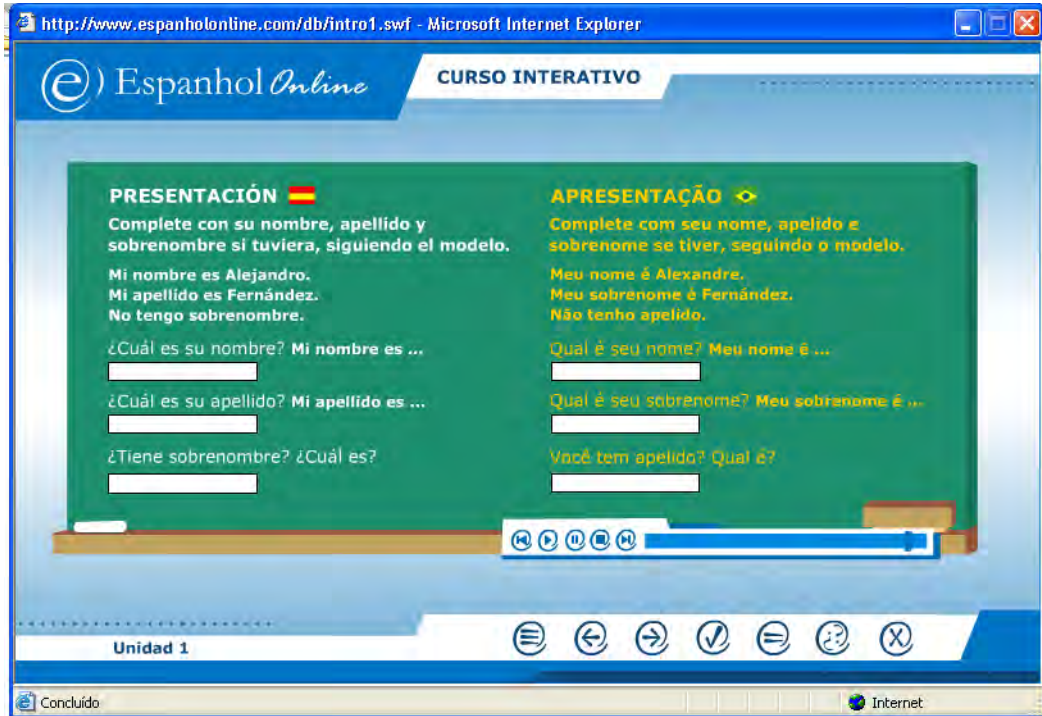 http://www.espanholonline.com/db/intro1.swf - Microsoft Internet Explorer
e) Espanhol Online
CURSO INTERATIVO
PRESENTACIÓN
Complete con su nombre, apellido y
sobrenombre si tuviera, siguiendo el modelo.
Mi nombre es Alejandro.
Mi apellido es Fernández.
No tengo sobrenombre.
¿Cuál es su nombre? Mi nombre es ...
¿Cuál es su apellido? Mi apellido es ...
¿Tiene sobrenombre? ¿Cuál es?
APRESENTAÇÃO
Complete com seu nome, apelido e
sobrenome se tiver, seguindo o modelo.
Meu nome é Alexandre.
Meu sobrenome é Fernández.
Não tenho apelido.
Qual é seu nome? Meu nome é ...
Qual é seu sobrenome? Meu sobrenome é ...
Você tem apelido? Qual é?
Unidad 1
Concluído
Internet